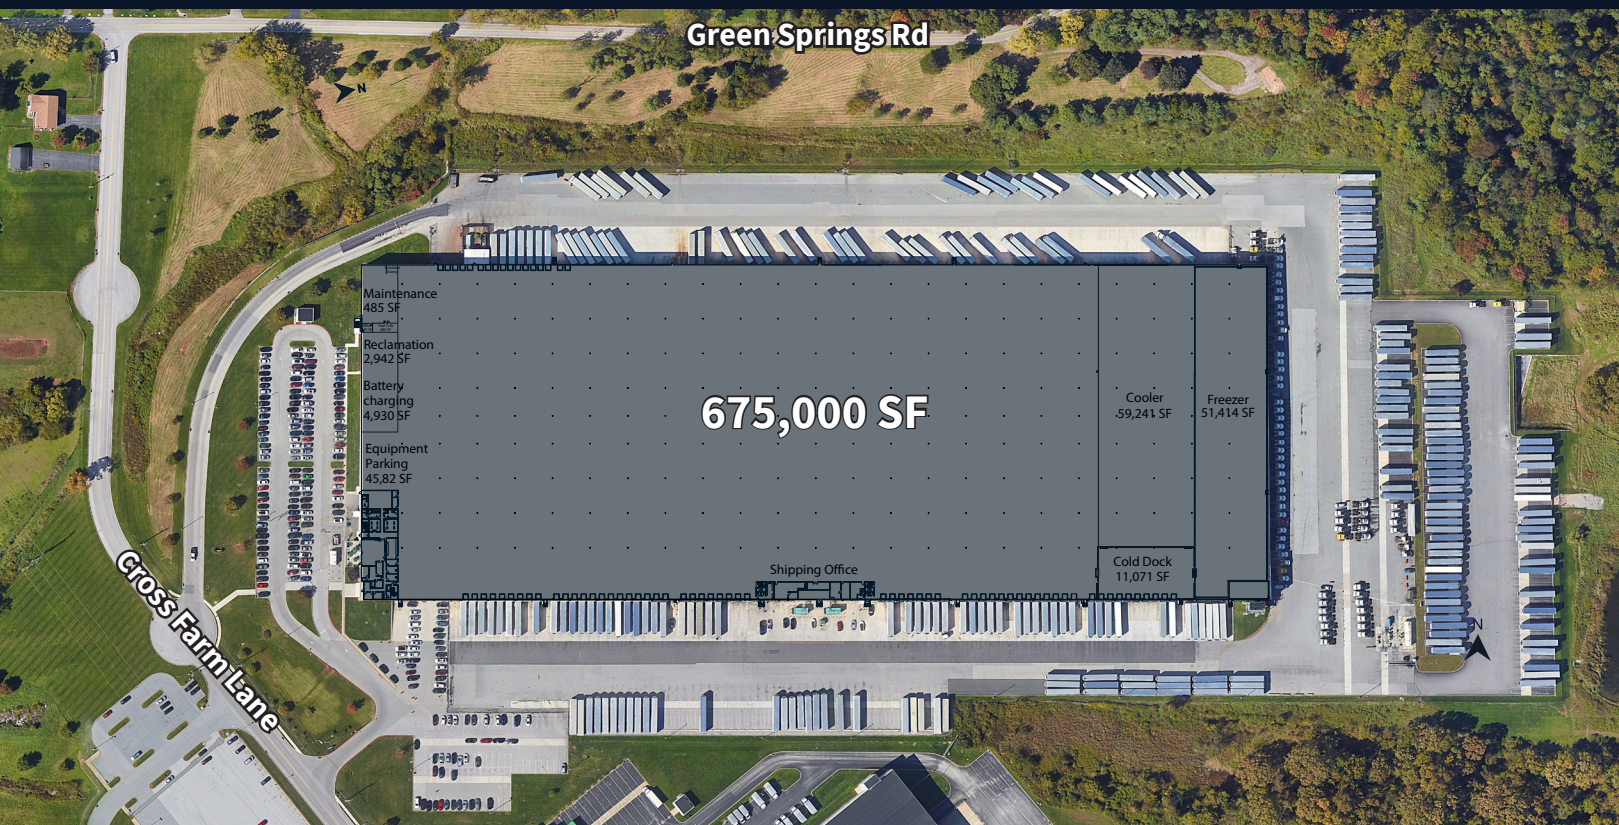 Green Springs Rd
N
Maintenance
485 SF
Reclamation
2,942 SF
Battery
charging
4,930 SF
Equipment
Parking
45,82 SF
675,000 SF
Cooler
59,241 SF
Freezer
51,414 SF
Cold Dock
11,071 SF
Shipping Office
Cross Farm Lane
N